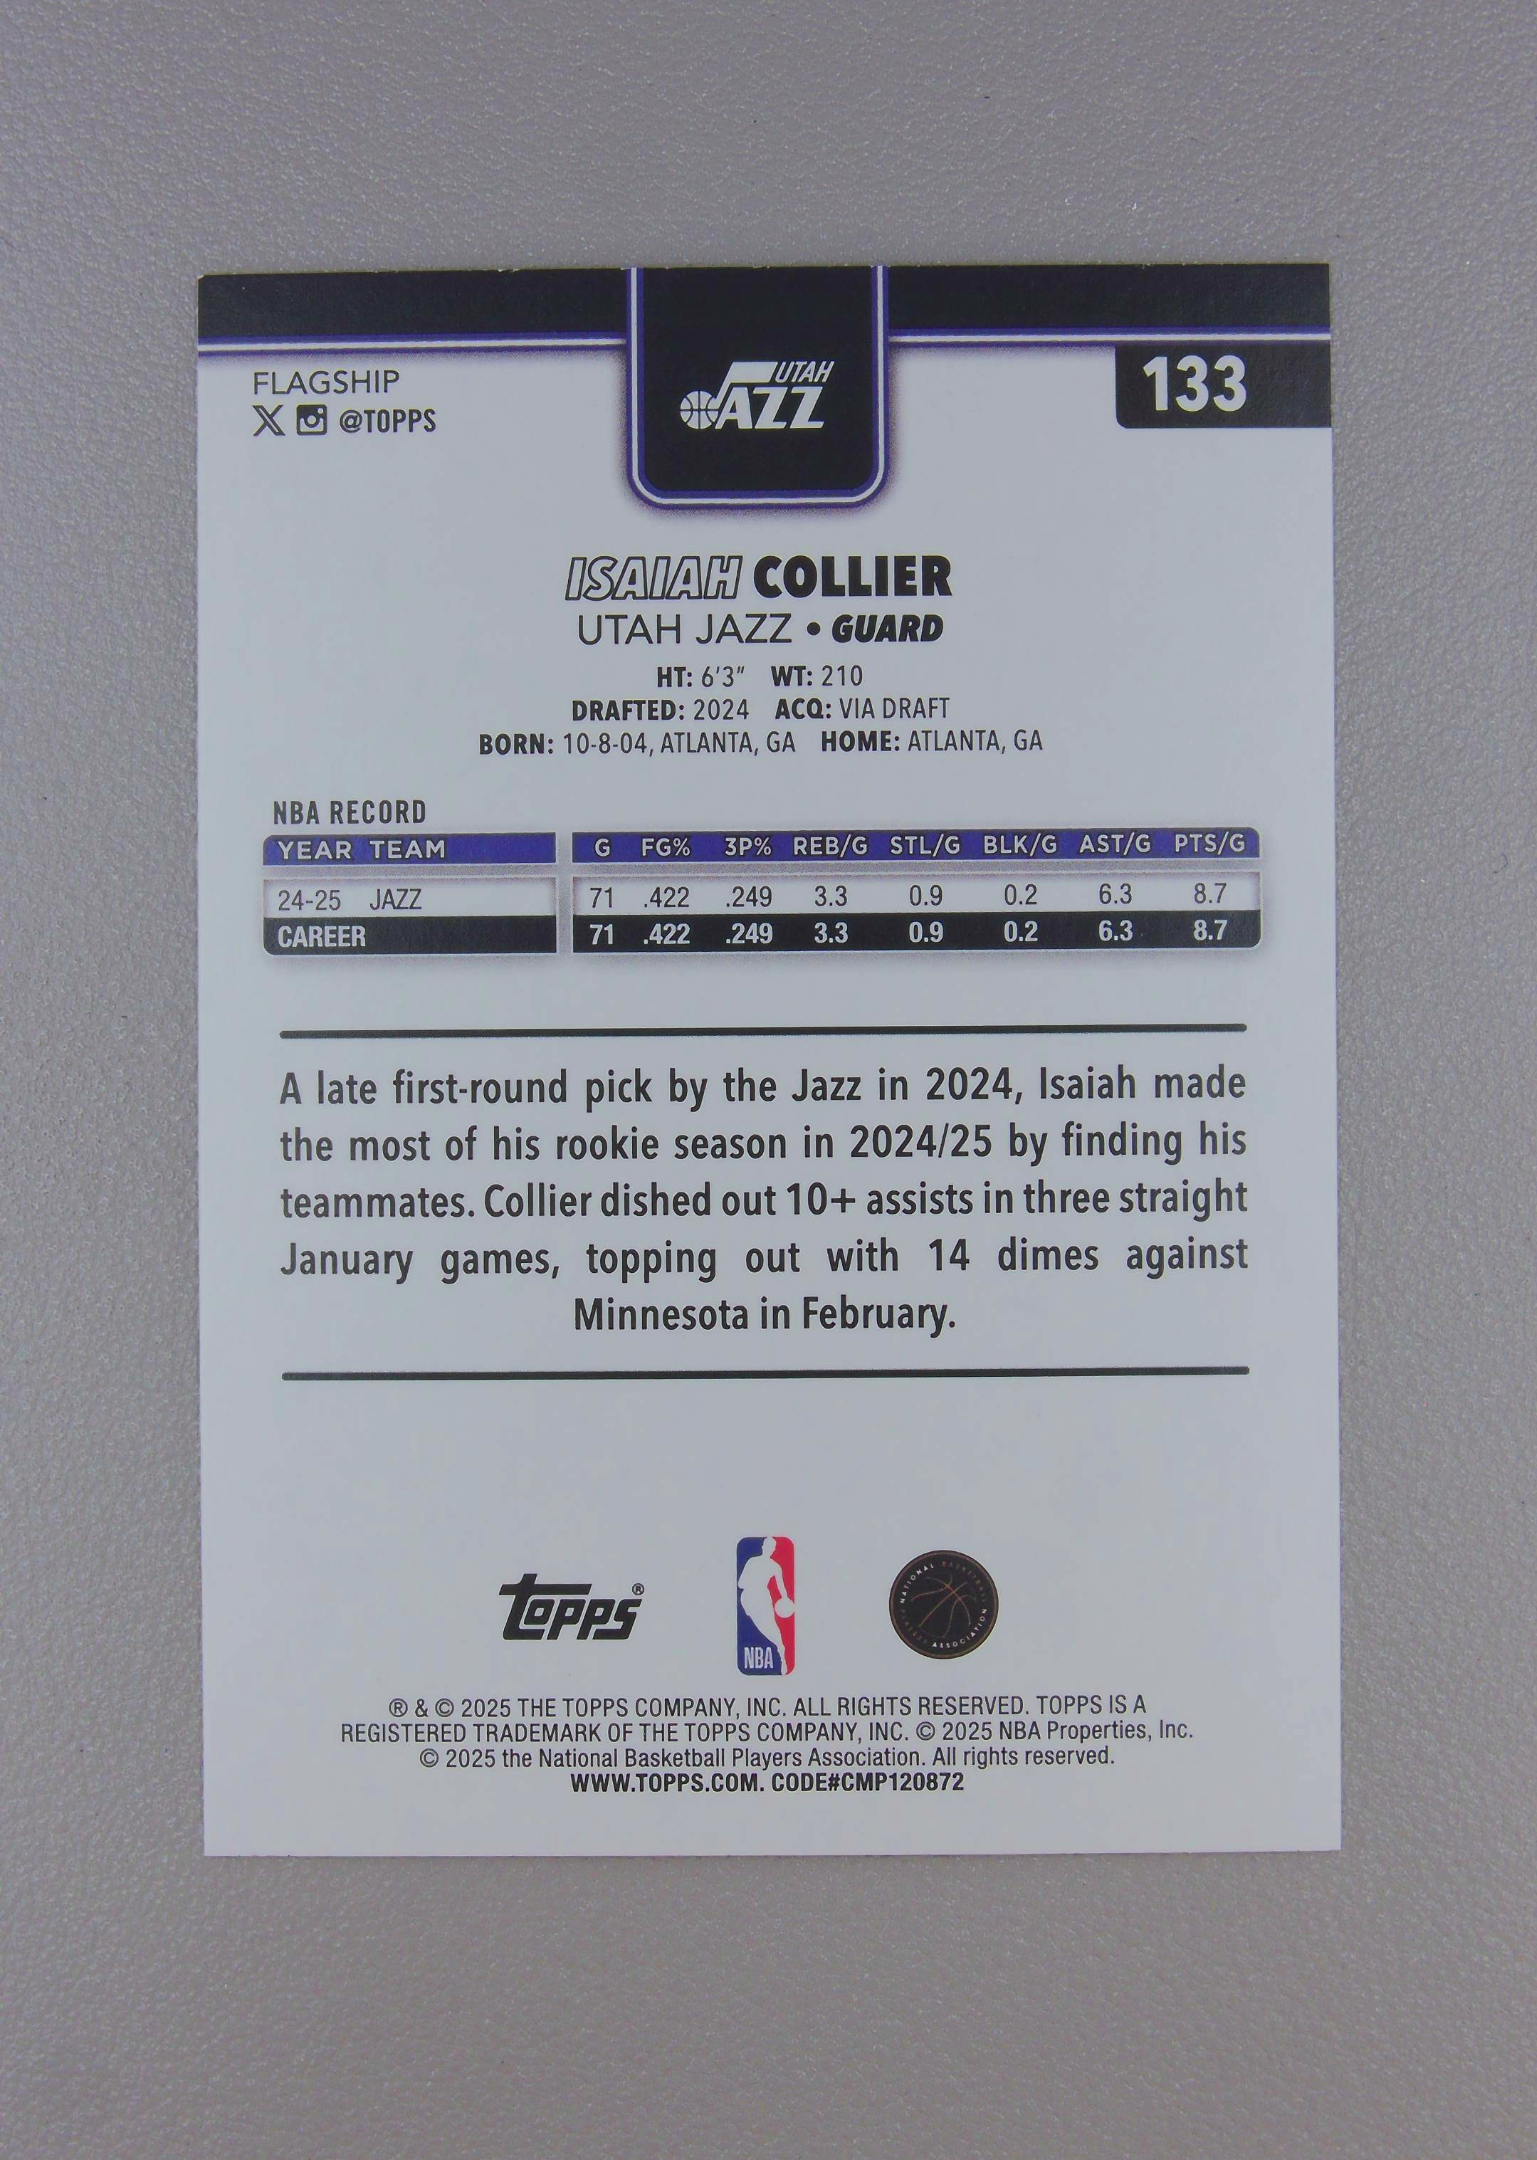 FLAGSHIP
@TOPPS
UTAH
JAZZ
133
ISAIAH COLLIER
UTAH JAZZ • GUARD
HT: 6'3" WT: 210
DRAFTED: 2024 ACQ: VIA DRAFT
BORN: 10-8-04, ATLANTA, GA HOME: ATLANTA, GA
NBA RECORD
YEAR TEAM G FG% 3P% REB/G STL/G BLK/G AST/G PTS/G
24-25 JAZZ 71 .422 .249 3.3 0.9 0.2 6.3 8.7
CAREER 71 .422 .249 3.3 0.9 0.2 6.3 8.7
A late first-round pick by the Jazz in 2024, Isaiah made
the most of his rookie season in 2024/25 by finding his
teammates. Collier dished out 10+ assists in three straight
January games, topping out with 14 dimes against
Minnesota in February.
topps®
NBA
NATIONAL BASKETBALL PLAYERS ASSOCIATION
® & © 2025 THE TOPPS COMPANY, INC. ALL RIGHTS RESERVED. TOPPS IS A
REGISTERED TRADEMARK OF THE TOPPS COMPANY, INC. © 2025 NBA Properties, Inc.
© 2025 the National Basketball Players Association. All rights reserved.
WWW.TOPPS.COM. CODE#CMP120872